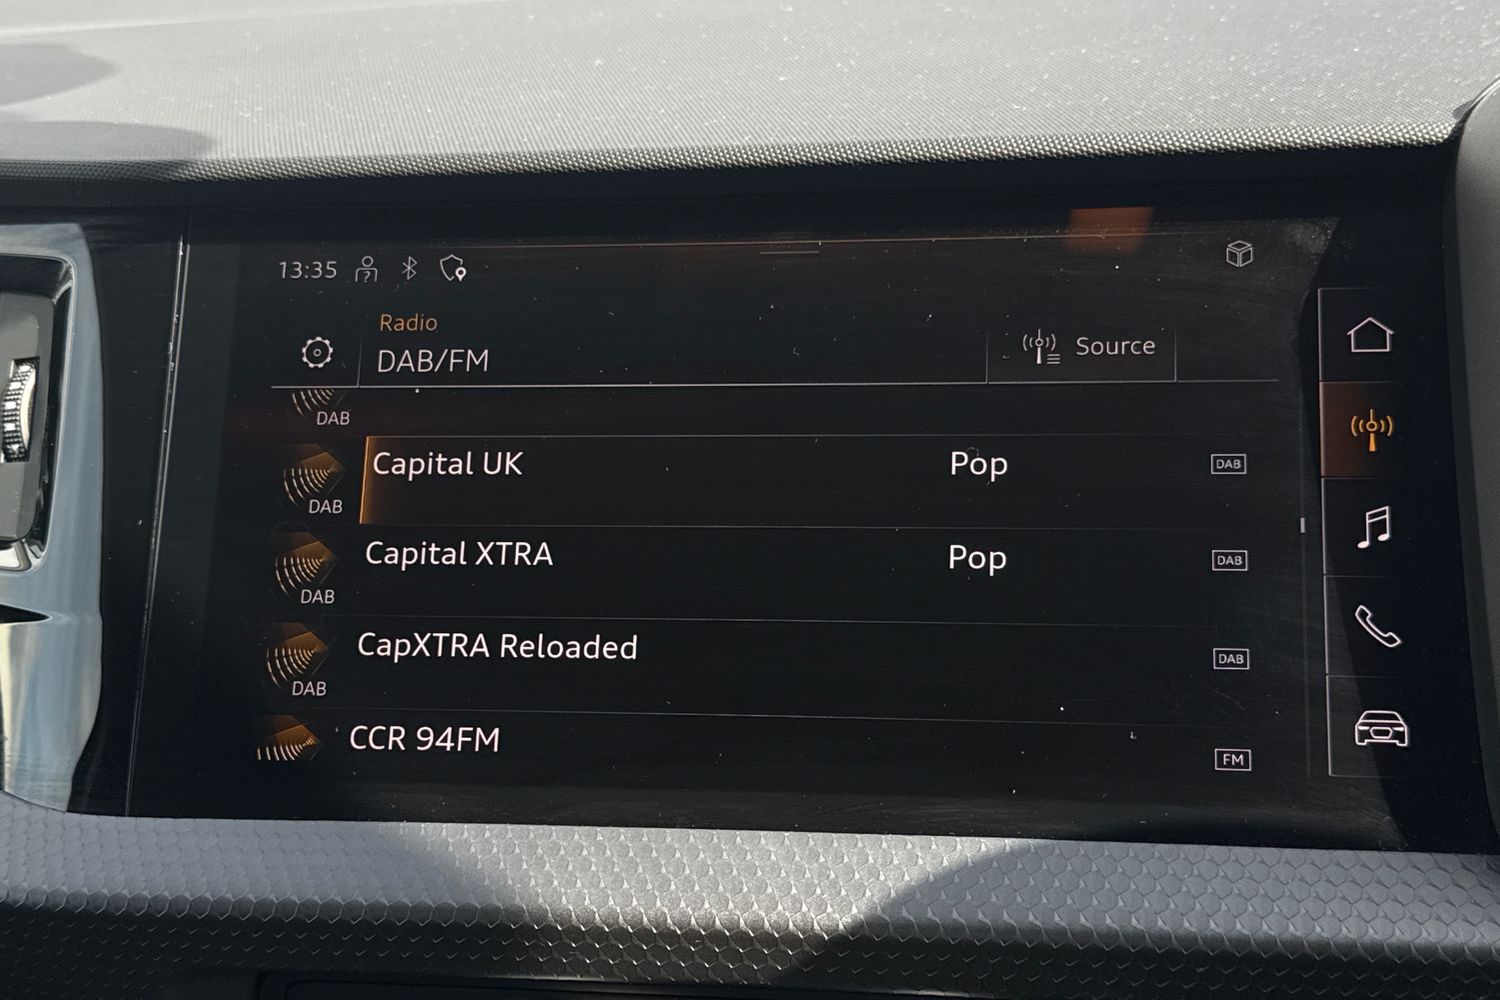 13:35
Radio
DAB/FM
Source
DAB
Capital UK Pop DAB
DAB
Capital XTRA Pop DAB
DAB
CapXTRA Reloaded DAB
DAB
CCR 94FM FM